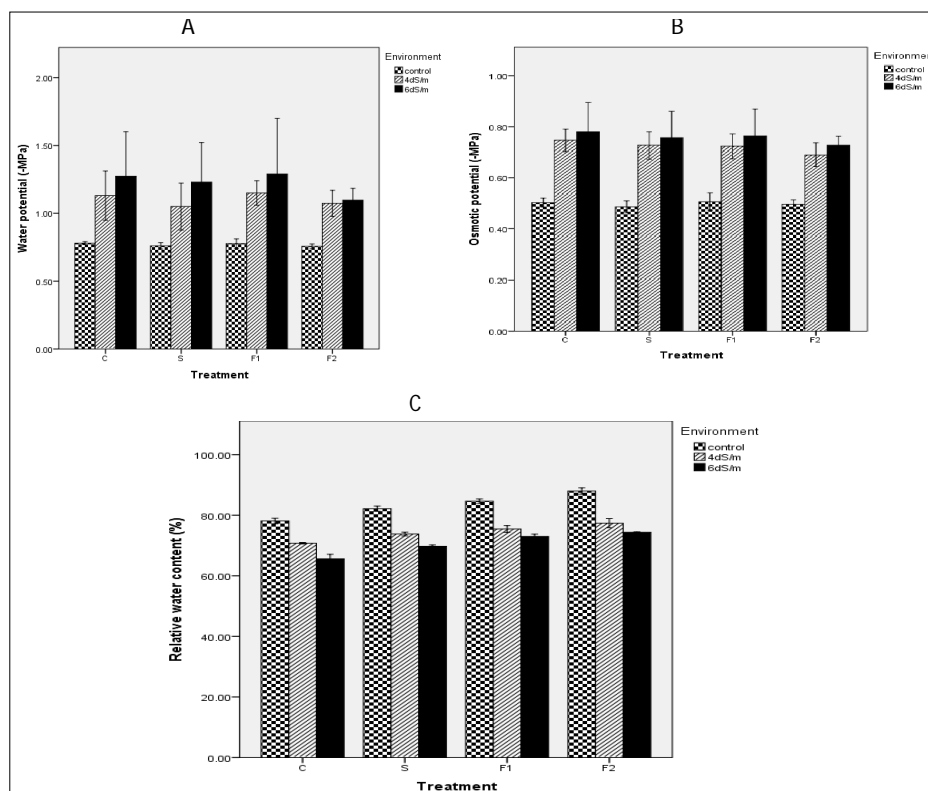 A
Environment
control
4dS/m
6dS/m
2.00
1.50
1.00
0.50
0.00
Water potential (-MPa)
C S F1 F2
Treatment
B
Environment
control
4dS/m
6dS/m
1.00
0.80
0.60
0.40
0.20
0.00
Osmotic potential (-MPa)
C S F1 F2
Treatment
C
Environment
control
4dS/m
6dS/m
100.00
80.00
60.00
40.00
20.00
0.00
Relative water content (%)
C S F1 F2
Treatment